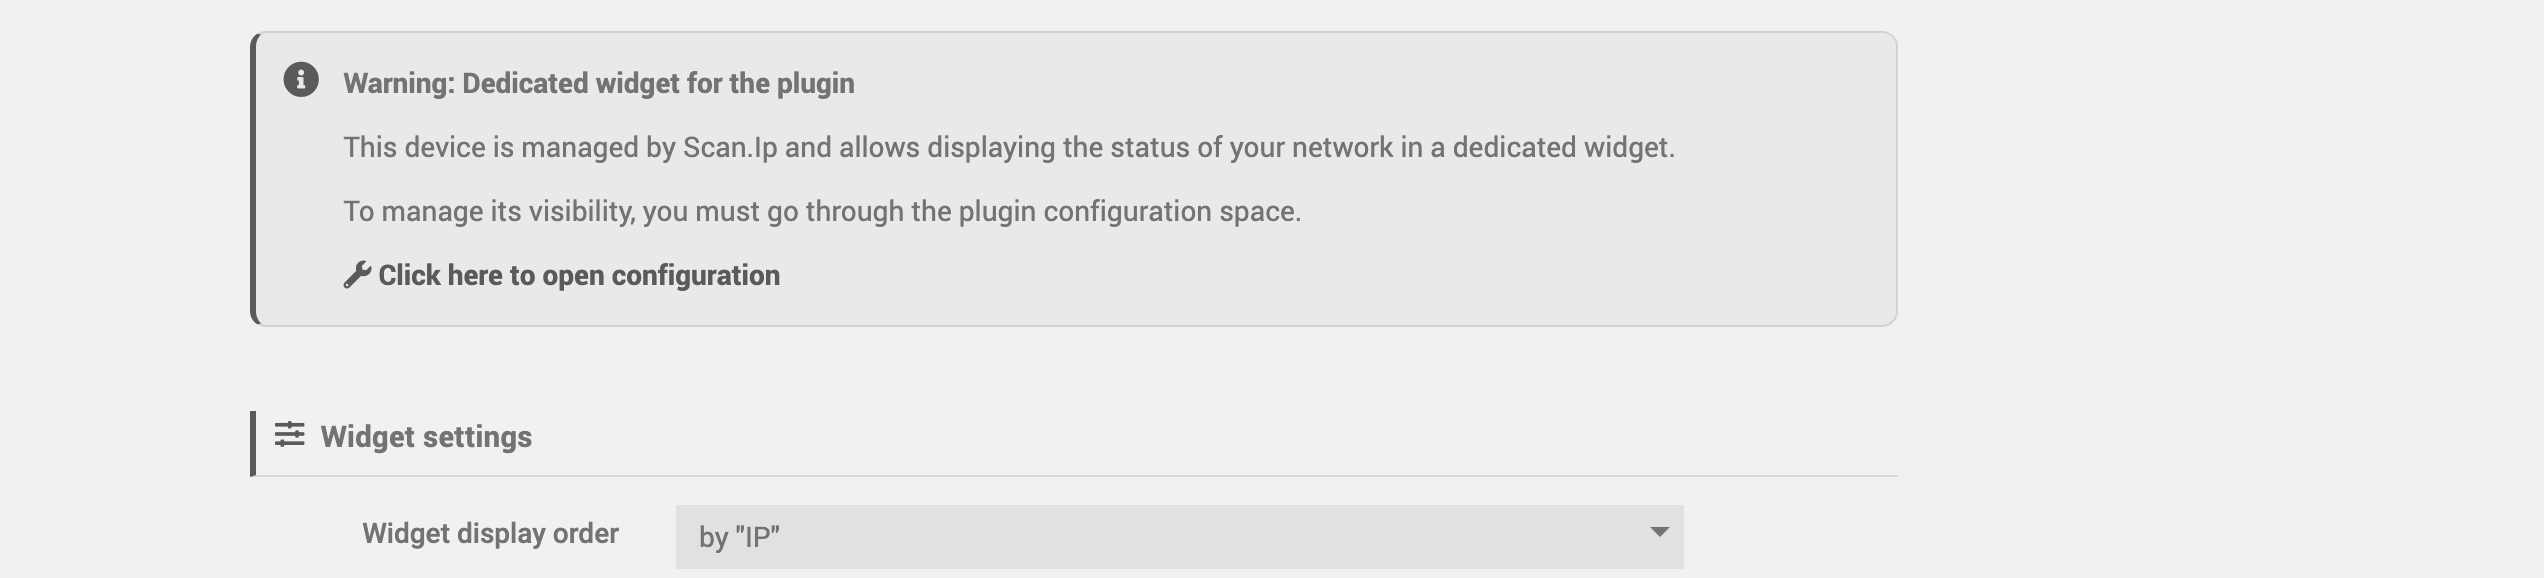 Warning: Dedicated widget for the plugin
This device is managed by Scan.Ip and allows displaying the status of your network in a dedicated widget.
To manage its visibility, you must go through the plugin configuration space.
Click here to open configuration
Widget settings
Widget display order
by "IP"